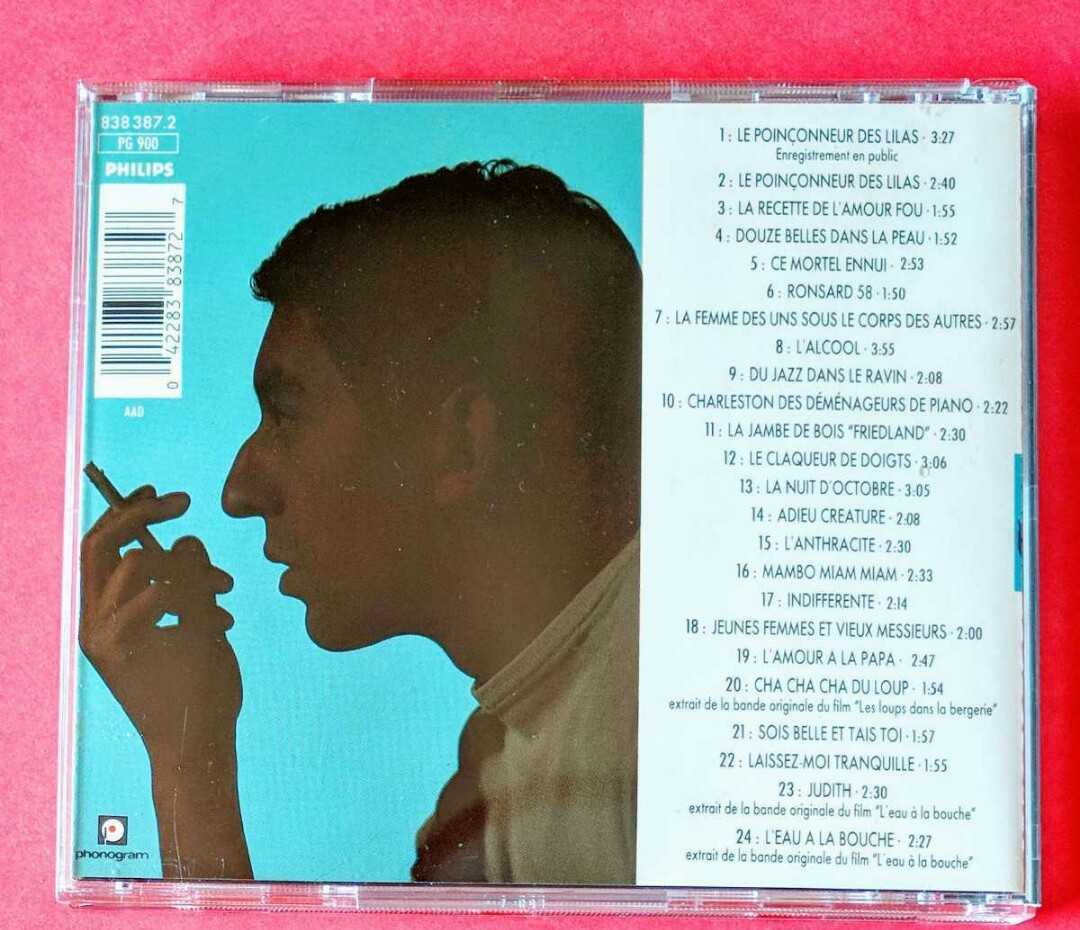 838 387.2
PG 900
PHILIPS
0 42283 83872 7
AAD
phonogram
1 : LE POINÇONNEUR DES LILAS · 3:27
Enregistrement en public
2 : LE POINÇONNEUR DES LILAS · 2:40
3 : LA RECETTE DE L'AMOUR FOU · 1:55
4 : DOUZE BELLES DANS LA PEAU · 1:52
5 : CE MORTEL ENNUI · 2:53
6 : RONSARD 58 · 1:50
7 : LA FEMME DES UNS SOUS LE CORPS DES AUTRES · 2:57
8 : L'ALCOOL · 3:55
9 : DU JAZZ DANS LE RAVIN · 2:08
10 : CHARLESTON DES DÉMÉNAGEURS DE PIANO · 2:22
11 : LA JAMBE DE BOIS "FRIEDLAND" · 2:30
12 : LE CLAQUEUR DE DOIGTS · 3:06
13 : LA NUIT D'OCTOBRE · 3:05
14 : ADIEU CREATURE · 2:08
15 : L'ANTHRACITE · 2:30
16 : MAMBO MIAM MIAM · 2:33
17 : INDIFFERENTE · 2:14
18 : JEUNES FEMMES ET VIEUX MESSIEURS · 2:00
19 : L'AMOUR A LA PAPA · 2:47
20 : CHA CHA CHA DU LOUP · 1:54
extrait de la bande originale du film "Les loups dans la bergerie"
21 : SOIS BELLE ET TAIS TOI · 1:57
22 : LAISSEZ-MOI TRANQUILLE · 1:55
23 : JUDITH · 2:30
extrait de la bande originale du film "L'eau à la bouche"
24 : L'EAU A LA BOUCHE · 2:27
extrait de la bande originale du film "L'eau à la bouche"